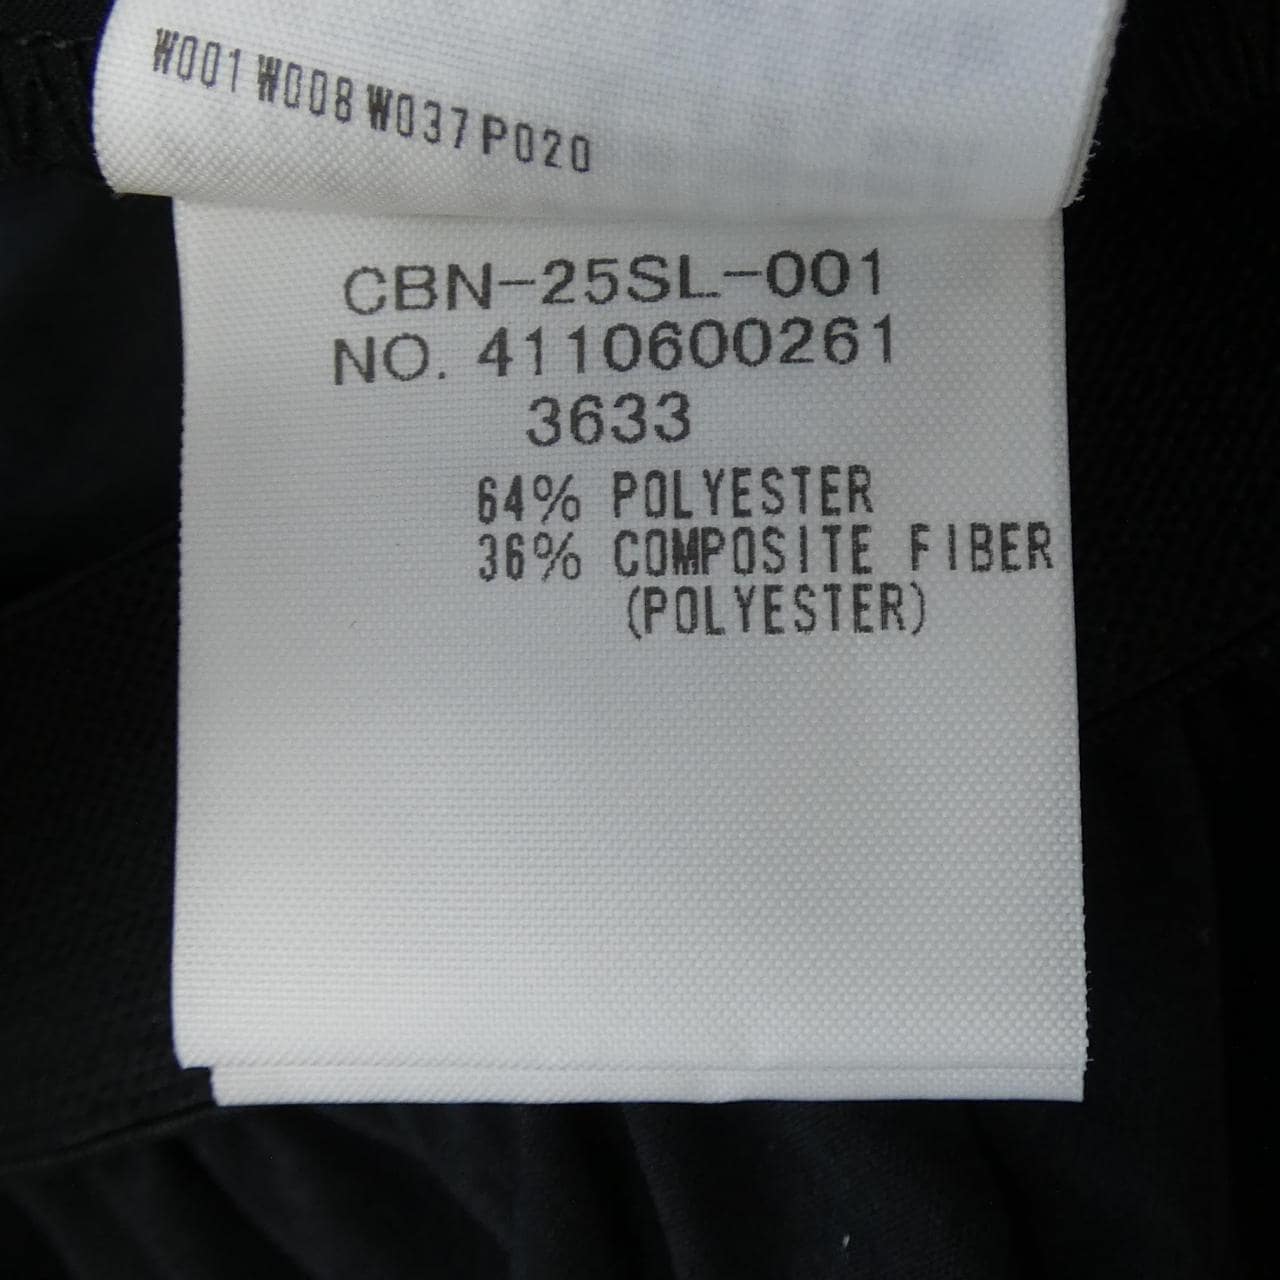 W001 W008 W037 P020
CBN-25SL-001
NO. 4110600261
3633
64% POLYESTER
36% COMPOSITE FIBER
(POLYESTER)